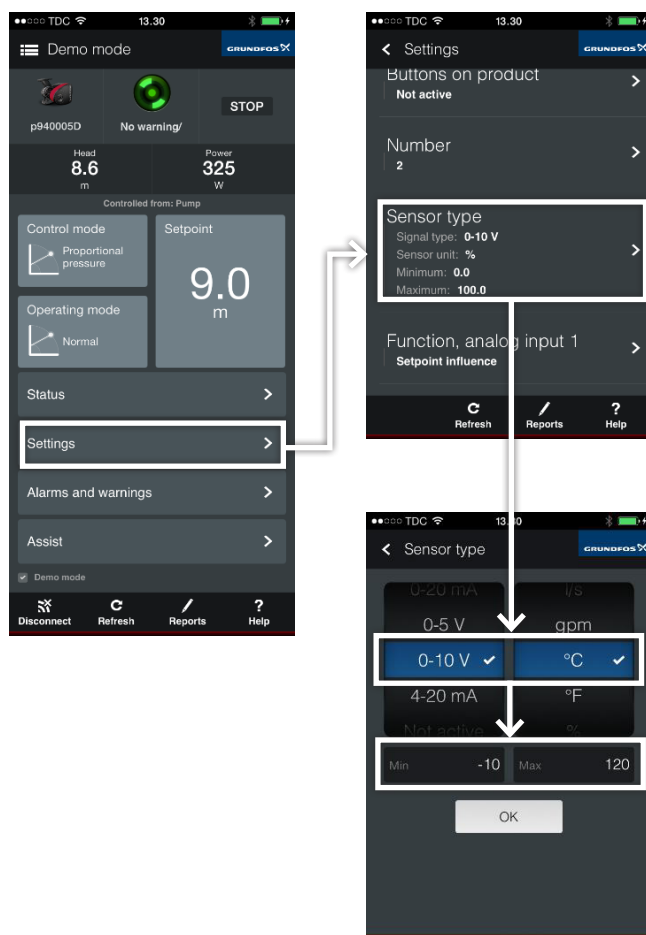 TDC 13.30
Demo mode
GRUNDFOS
p940005D No warning/ STOP
Head Power
8.6 325
m W
Controlled from: Pump
Control mode
Proportional
pressure
Setpoint
9.0
m
Operating mode
Normal
Status
Settings
Alarms and warnings
Assist
Demo mode
Disconnect Refresh Reports ? Help
TDC 13.30
Settings
GRUNDFOS
Buttons on product
Not active
Number
2
Sensor type
Signal type: 0-10 V
Sensor unit: %
Minimum: 0.0
Maximum: 100.0
Function, analog input 1
Setpoint influence
Refresh Reports ? Help
TDC 13.30
Sensor type
GRUNDFOS
0-20 mA l/s
0-5 V gpm
0-10 V °C
4-20 mA °F
Not active %
Min -10 Max 120
OK